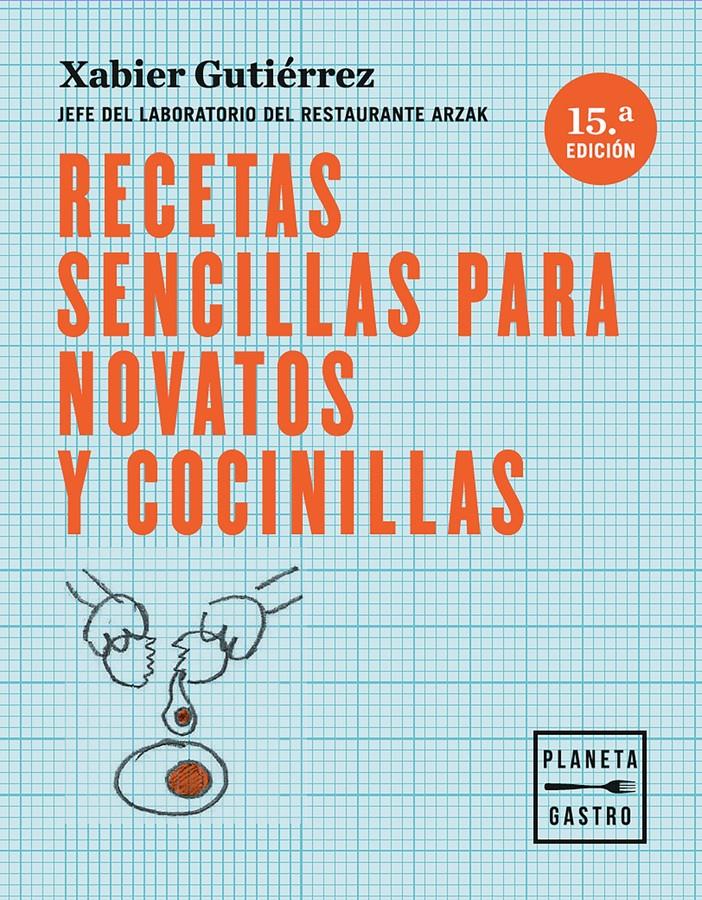 Xabier Gutiérrez
JEFE DEL LABORATORIO DEL RESTAURANTE ARZAK
15.ª
EDICIÓN
RECETAS
SENCILLAS PARA
NOVATOS
Y COCINILLAS
PLANETA
GASTRO